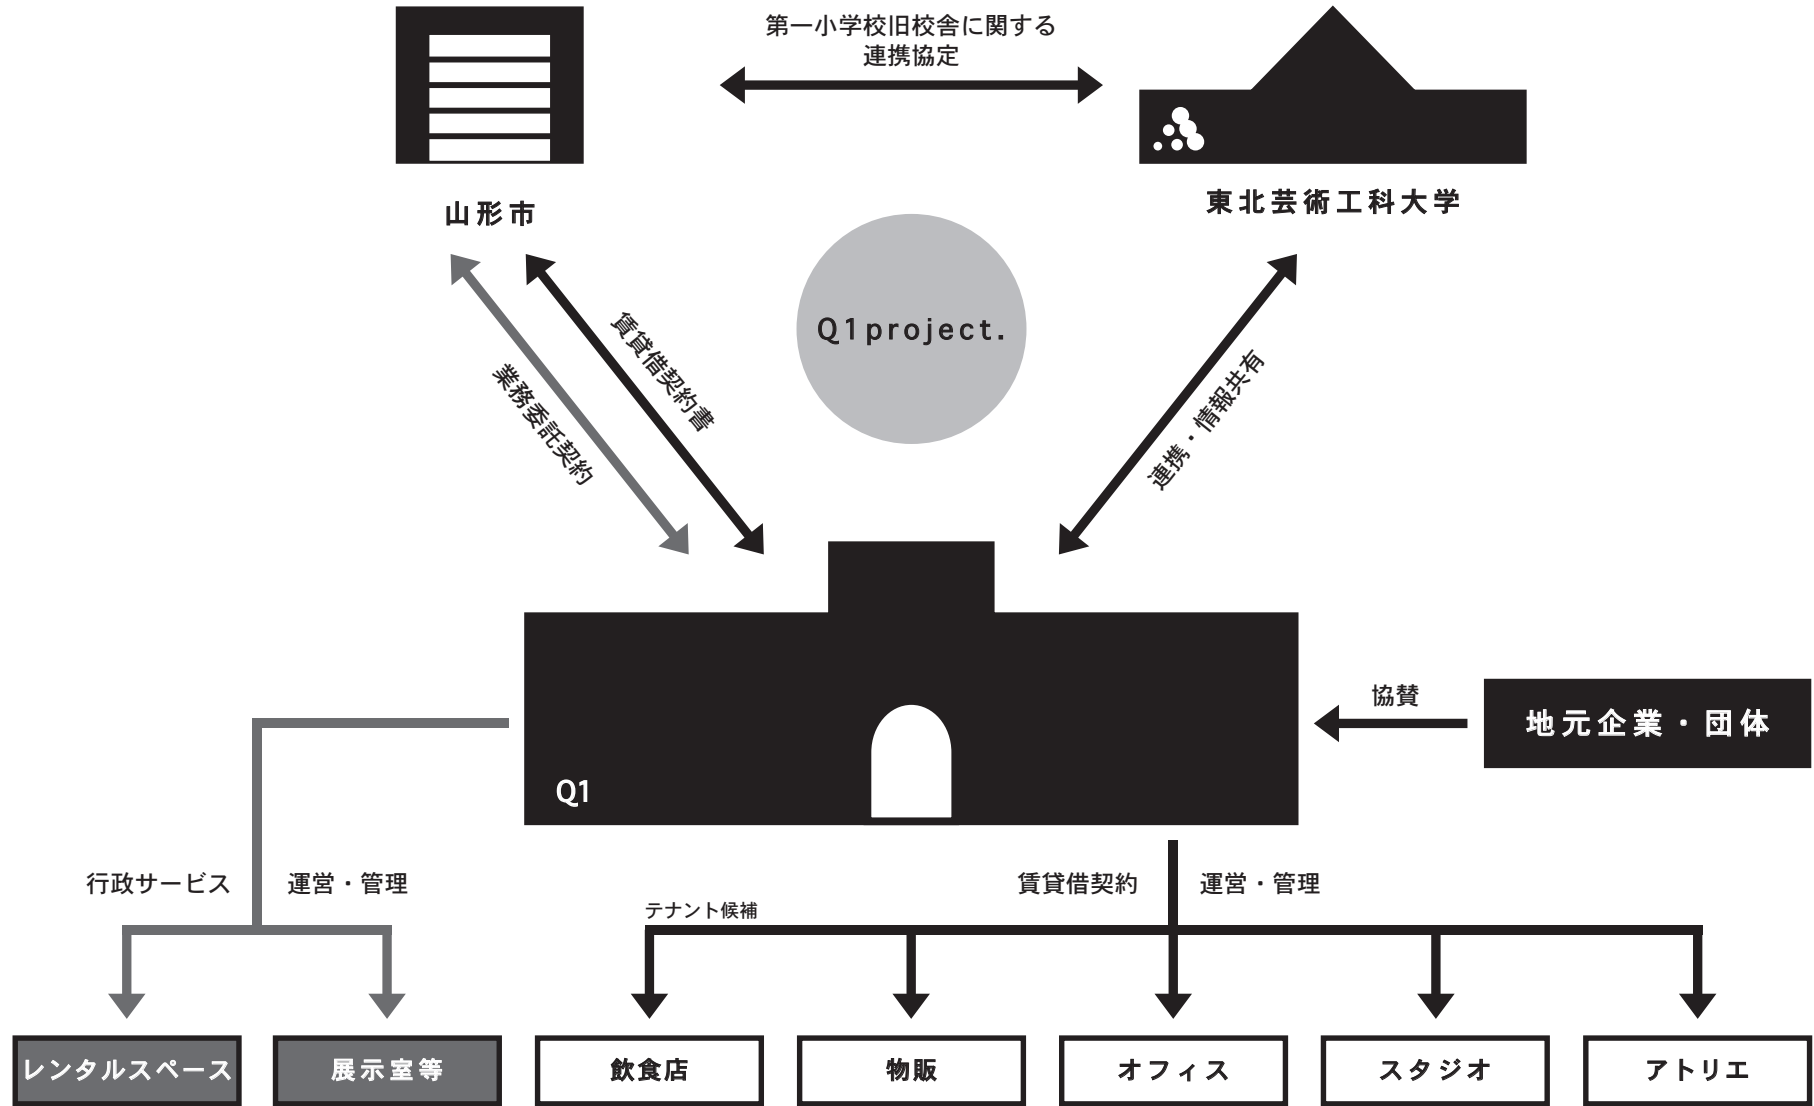 第一小学校旧校舎に関する
連携協定
山形市
東北芸術工科大学
Q1project.
賃貸借契約書
業務委託契約
連携・情報共有
協賛
地元企業・団体
Q1
行政サービス
運営・管理
賃貸借契約
運営・管理
テナント候補
レンタルスペース
展示室等
飲食店
物販
オフィス
スタジオ
アトリエ